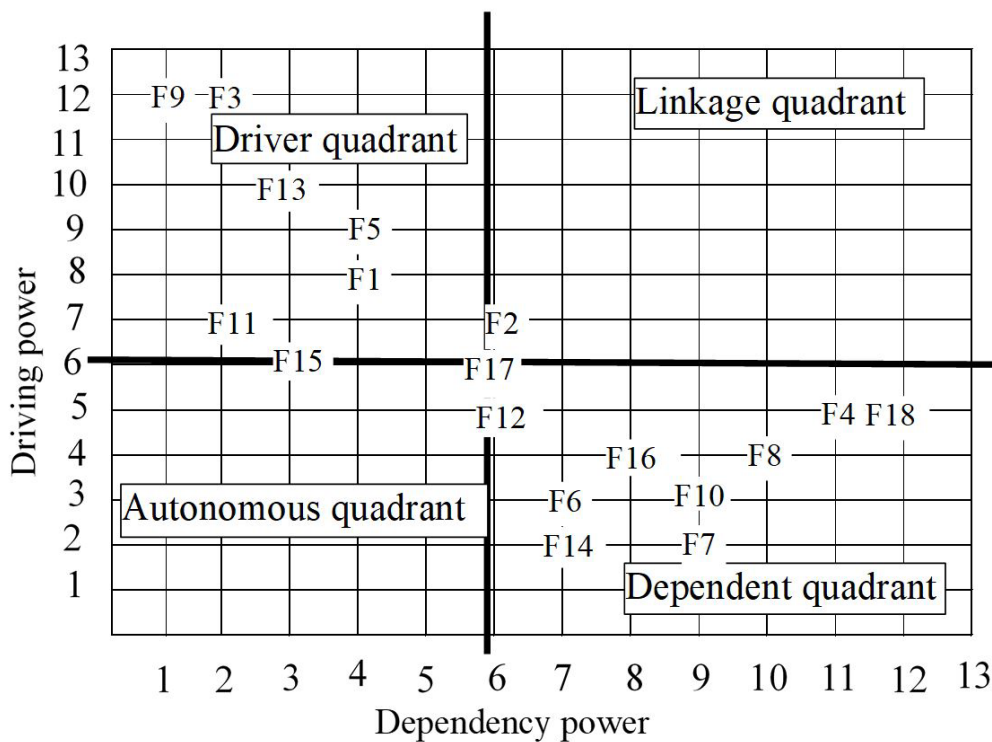 13
12 F9 F3 Linkage quadrant
11 Driver quadrant
10 F13
9 F5
8 F1
7 F11 F2
6 F15 F17
5 F12 F4 F18
4 F16 F8
3 Autonomous quadrant F6 F10
2 F14 F7
1 Dependent quadrant
Driving power
1 2 3 4 5 6 7 8 9 10 11 12 13
Dependency power